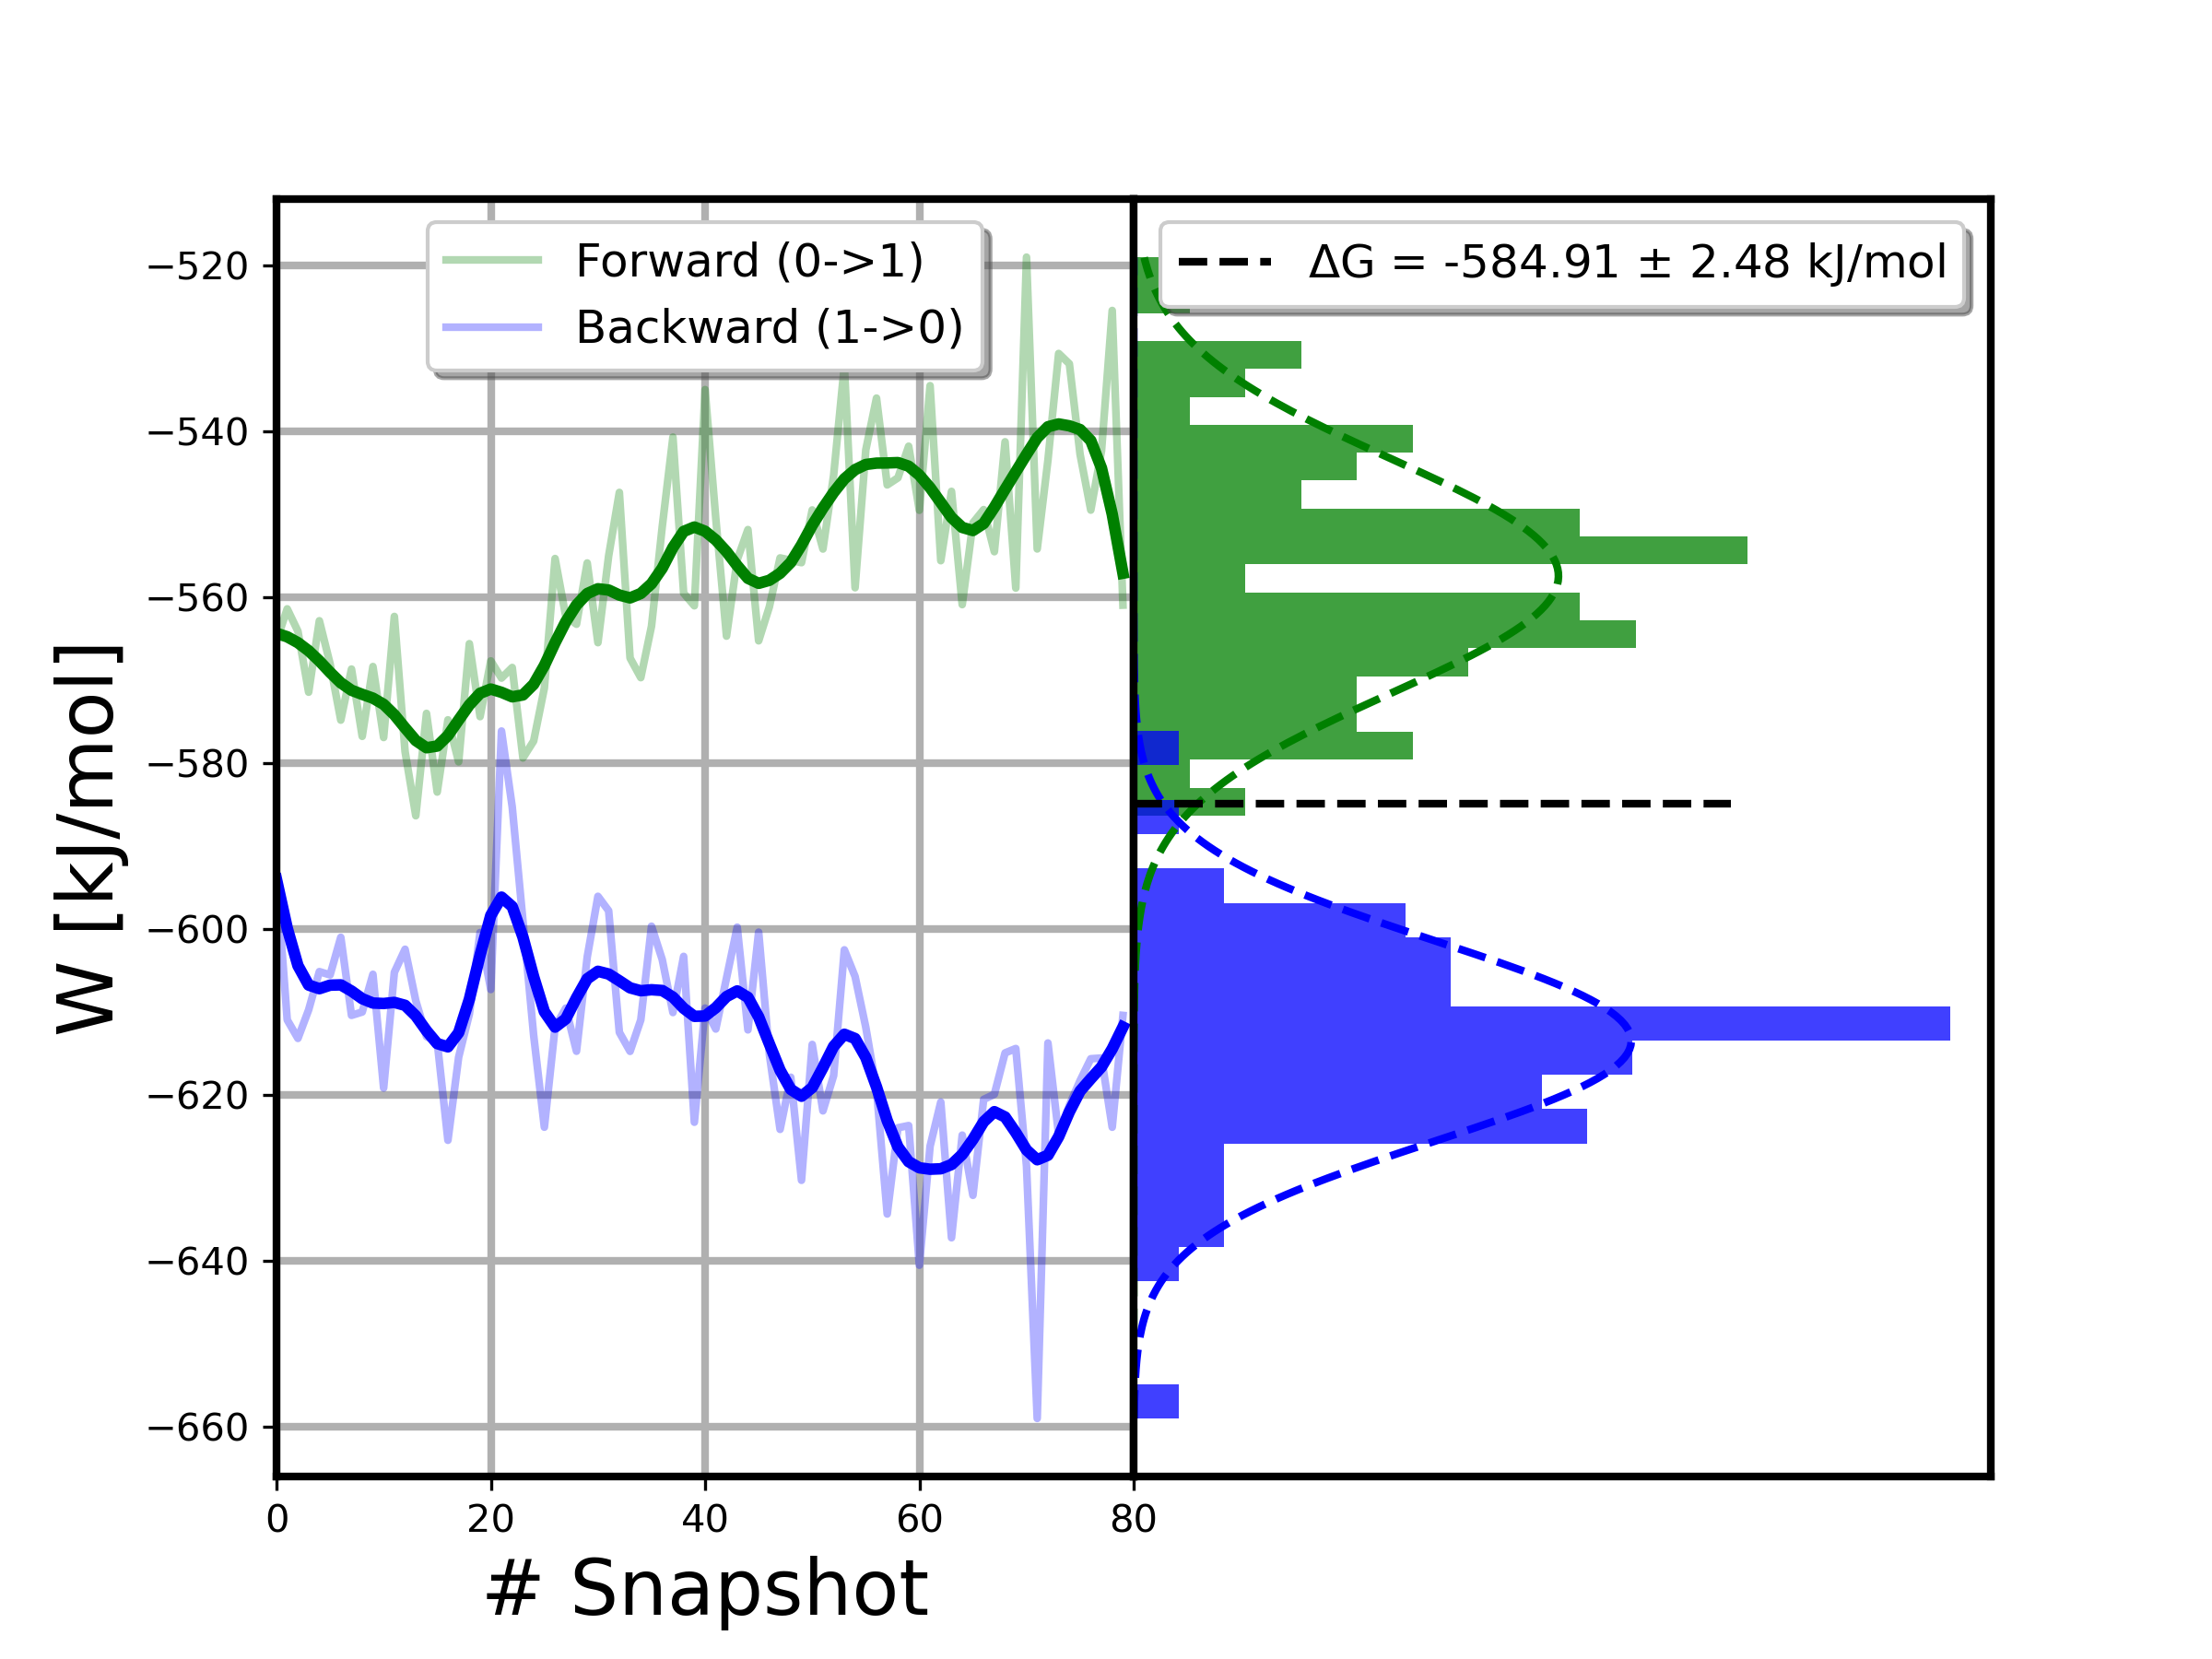 Forward (0->1)
Backward (1->0)
ΔG = -584.91 ± 2.48 kJ/mol
W [kJ/mol]
−520
−540
−560
−580
−600
−620
−640
−660
0
20
40
60
80
# Snapshot